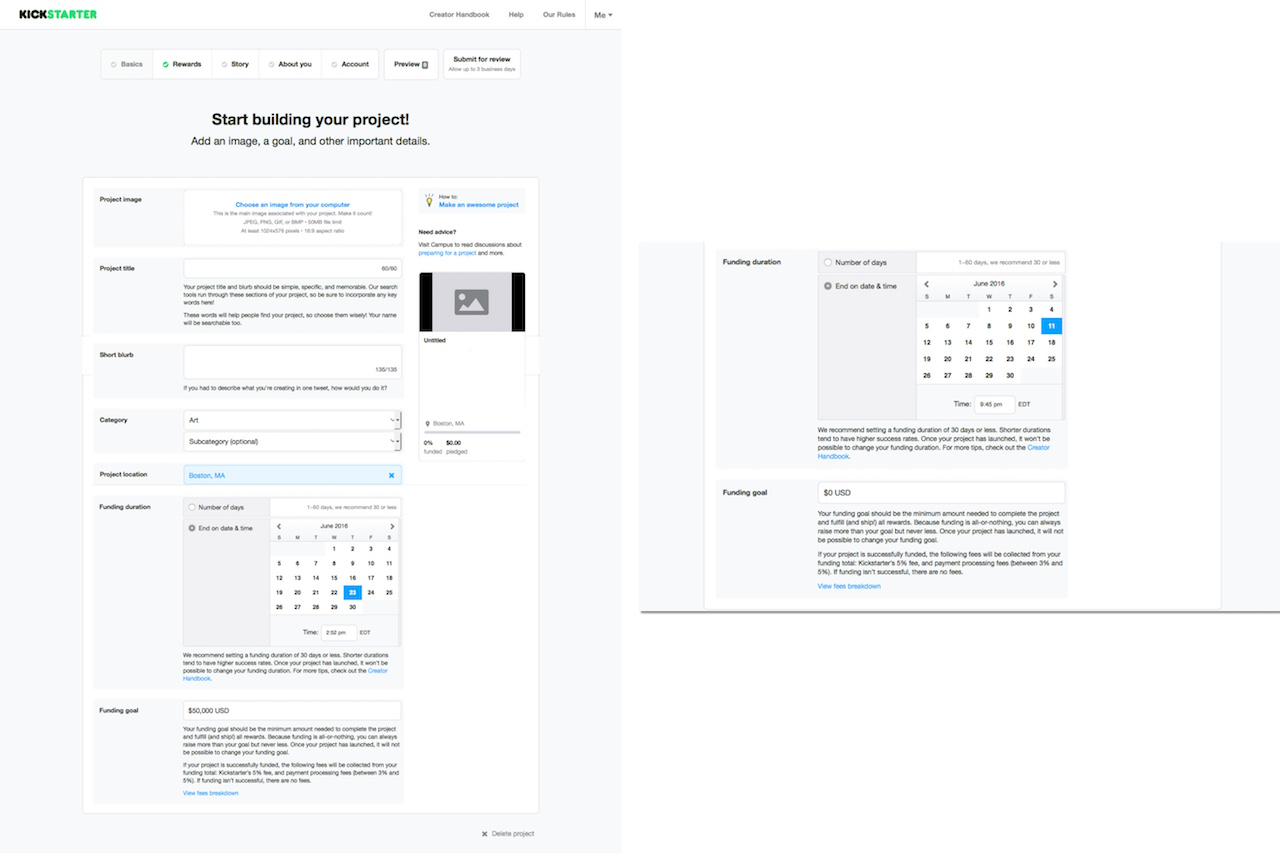 KICKSTARTER
Creator Handbook Help Our Rules Me
Basics Rewards Story About you Account Preview Submit for review
Allow up to 3 business days
Start building your project!
Add an image, a goal, and other important details.
Project image
Choose an image from your computer
This is the main image associated with your project. Make it count!
JPEG, PNG, GIF, or BMP • 50MB file limit
At least 1024x576 pixels • 16:9 aspect ratio
How to:
Make an awesome project
Need advice?
Visit Campus to read discussions about
preparing for a project and more.
Project title
60/60
Your project title and blurb should be simple, specific, and memorable. Our search
tools run through these sections of your project, so be sure to incorporate any key
words here!
These words will help people find your project, so choose them wisely! Your name
will be searchable too.
Untitled
Short blurb
135/135
If you had to describe what you're creating in one tweet, how would you do it?
Category
Art
Subcategory (optional)
Boston, MA
0% $0.00
funded pledged
Project location
Boston, MA
Funding duration
Number of days
1–60 days, we recommend 30 or less
End on date & time
June 2016
S M T W T F S
1 2 3 4
5 6 7 8 9 10 11
12 13 14 15 16 17 18
19 20 21 22 23 24 25
26 27 28 29 30
Time: 2:52 pm EDT
We recommend setting a funding duration of 30 days or less. Shorter durations
tend to have higher success rates. Once your project has launched, it won't be
possible to change your funding duration. For more tips, check out the Creator
Handbook.
Funding goal
$50,000 USD
Your funding goal should be the minimum amount needed to complete the project
and fulfill (and ship!) all rewards. Because funding is all-or-nothing, you can always
raise more than your goal but never less. Once your project has launched, it will not
be possible to change your funding goal.
If your project is successfully funded, the following fees will be collected from your
funding total: Kickstarter's 5% fee, and payment processing fees (between 3% and
5%). If funding isn't successful, there are no fees.
View fees breakdown
Delete project
Funding duration
Number of days
1–60 days, we recommend 30 or less
End on date & time
June 2016
S M T W T F S
1 2 3 4
5 6 7 8 9 10 11
12 13 14 15 16 17 18
19 20 21 22 23 24 25
26 27 28 29 30
Time: 9:45 pm EDT
We recommend setting a funding duration of 30 days or less. Shorter durations
tend to have higher success rates. Once your project has launched, it won't be
possible to change your funding duration. For more tips, check out the Creator
Handbook.
Funding goal
$0 USD
Your funding goal should be the minimum amount needed to complete the project
and fulfill (and ship!) all rewards. Because funding is all-or-nothing, you can always
raise more than your goal but never less. Once your project has launched, it will not
be possible to change your funding goal.
If your project is successfully funded, the following fees will be collected from your
funding total: Kickstarter's 5% fee, and payment processing fees (between 3% and
5%). If funding isn't successful, there are no fees.
View fees breakdown